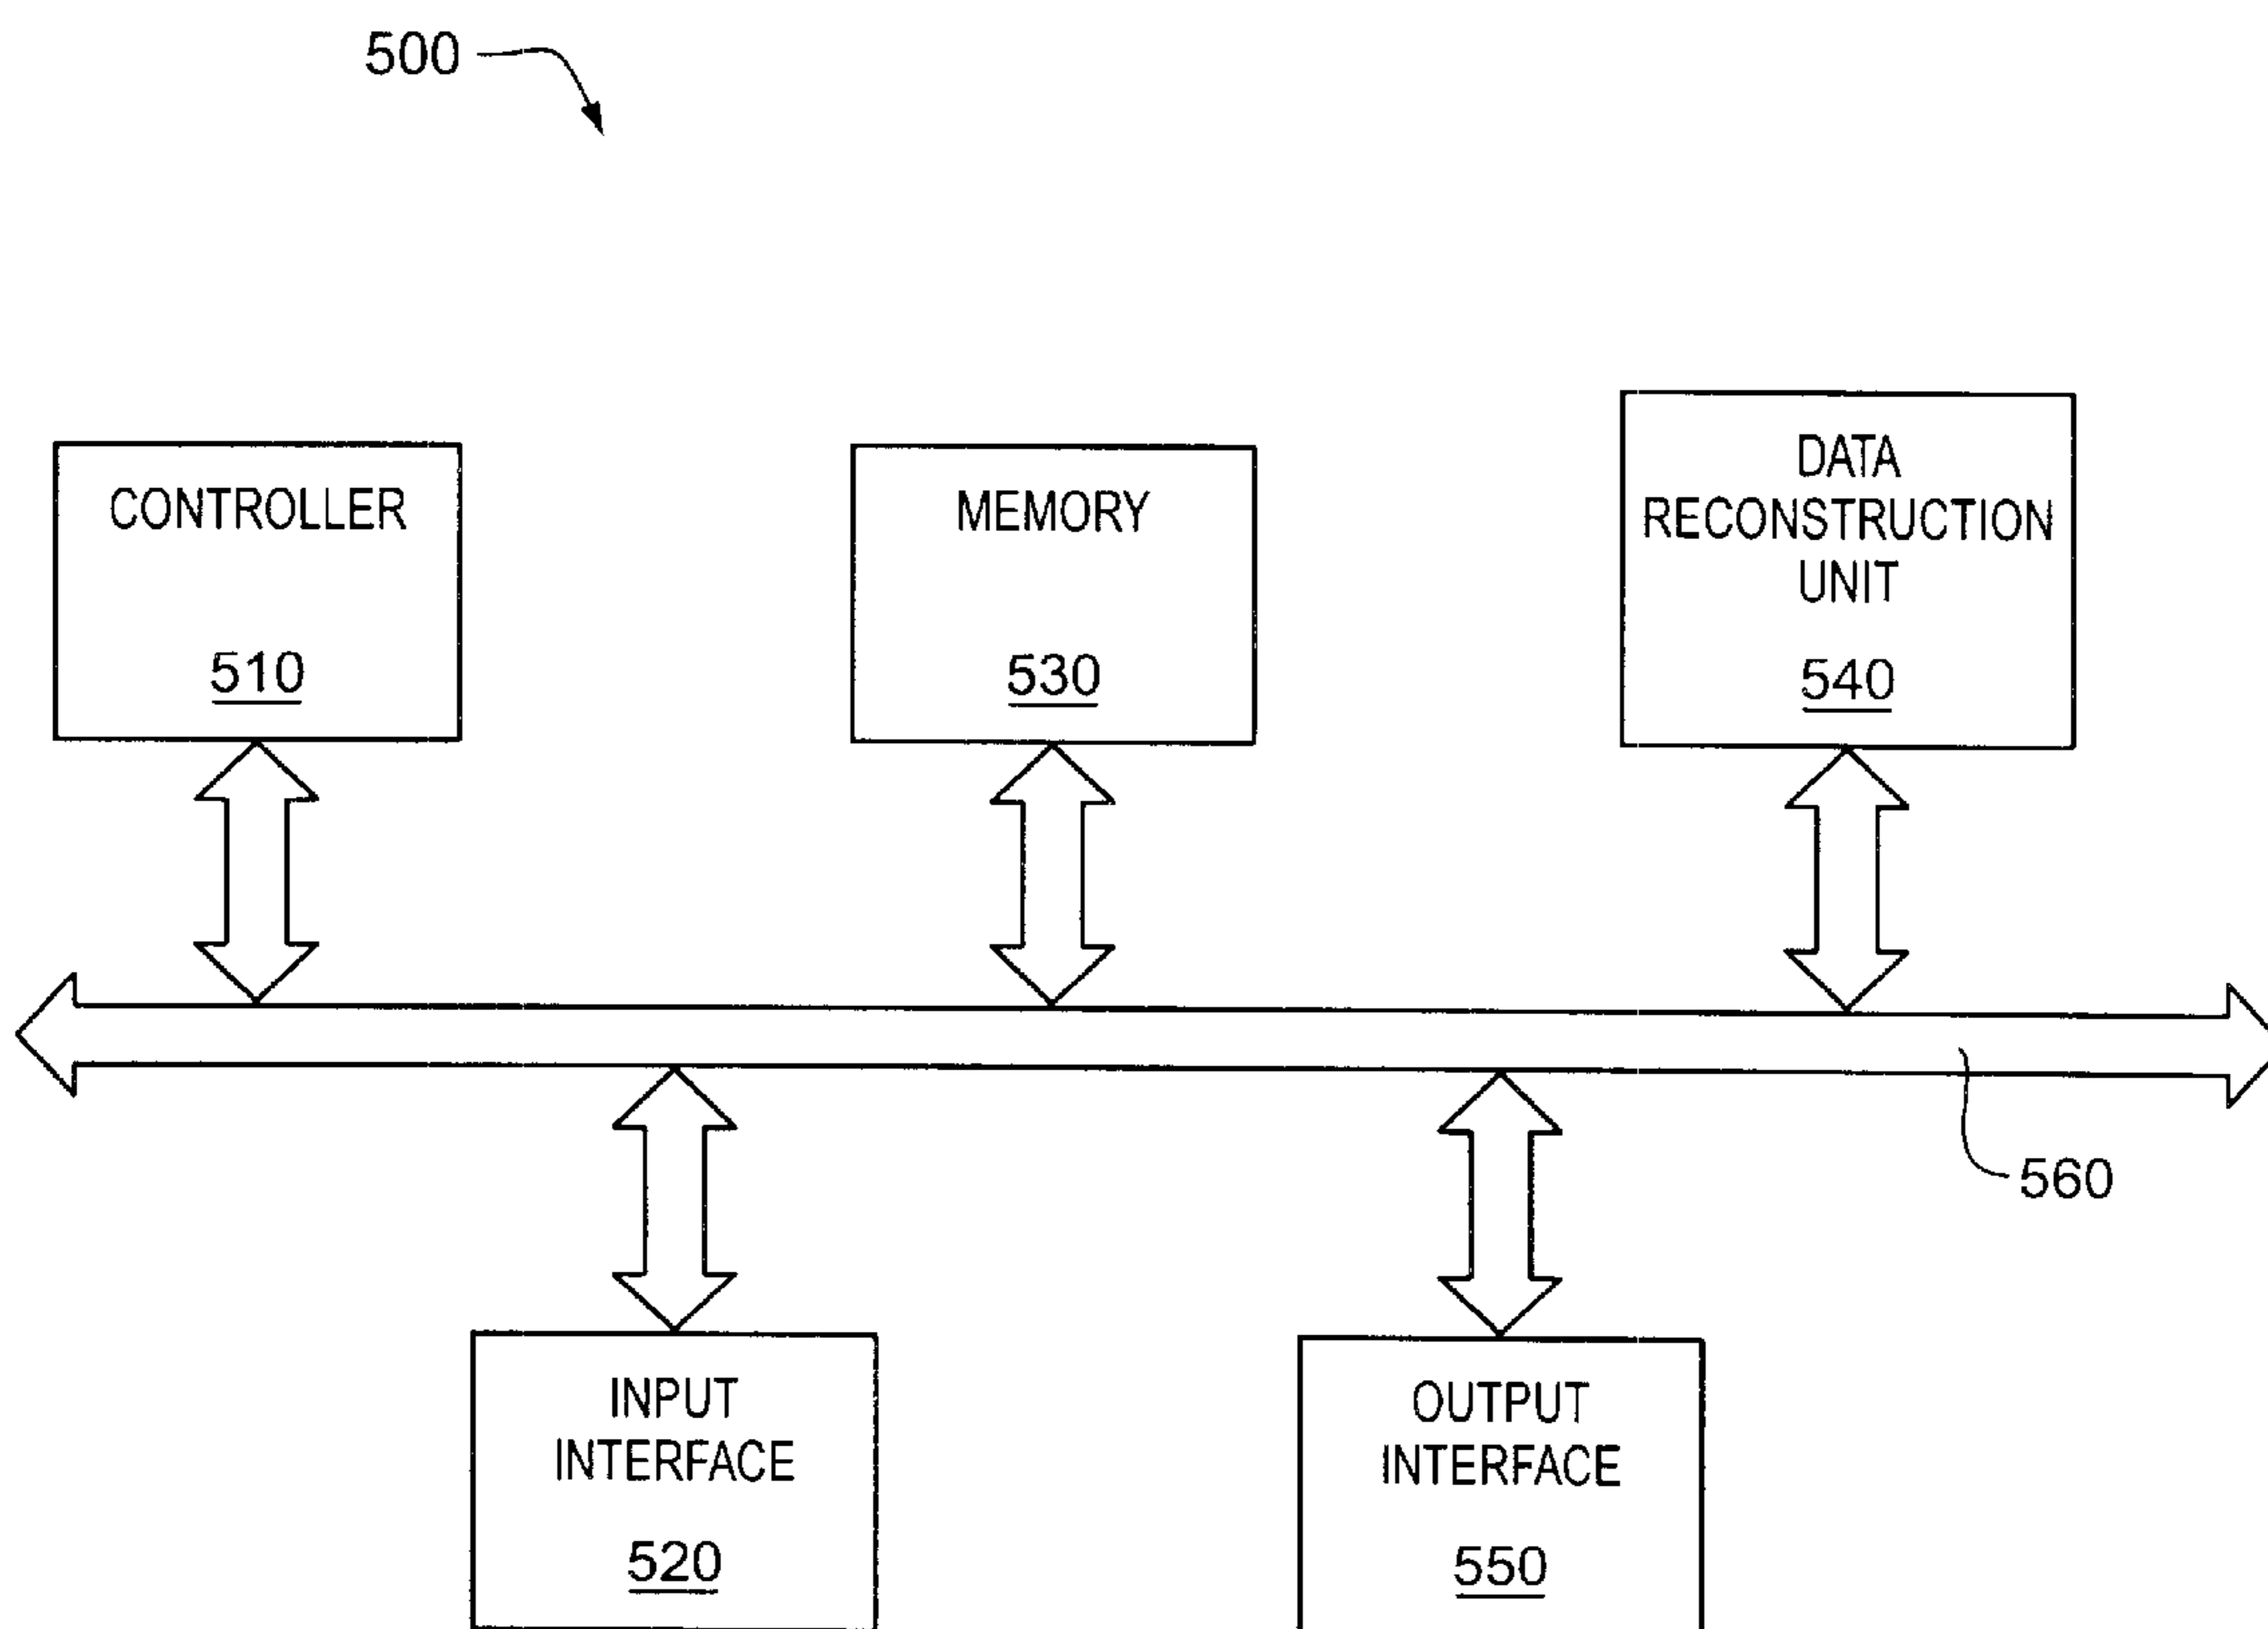 500
CONTROLLER
510
MEMORY
530
DATA
RECONSTRUCTION
UNIT
540
560
INPUT
INTERFACE
520
OUTPUT
INTERFACE
550